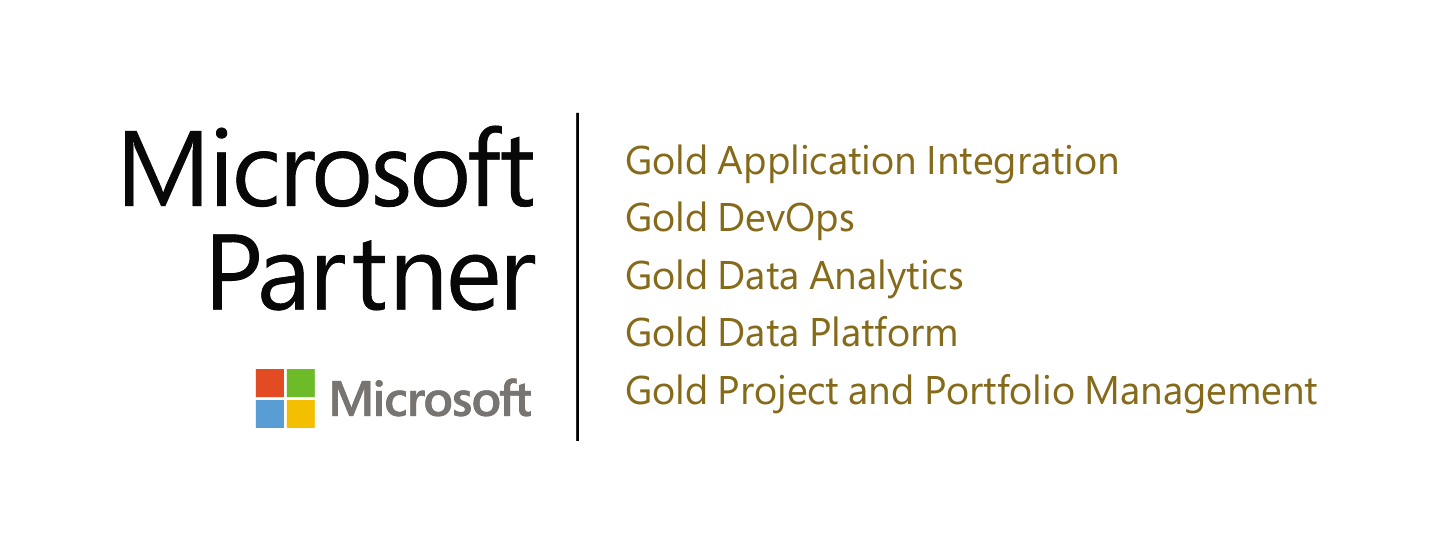 Microsoft
Partner
Microsoft
Gold Application Integration
Gold DevOps
Gold Data Analytics
Gold Data Platform
Gold Project and Portfolio Management